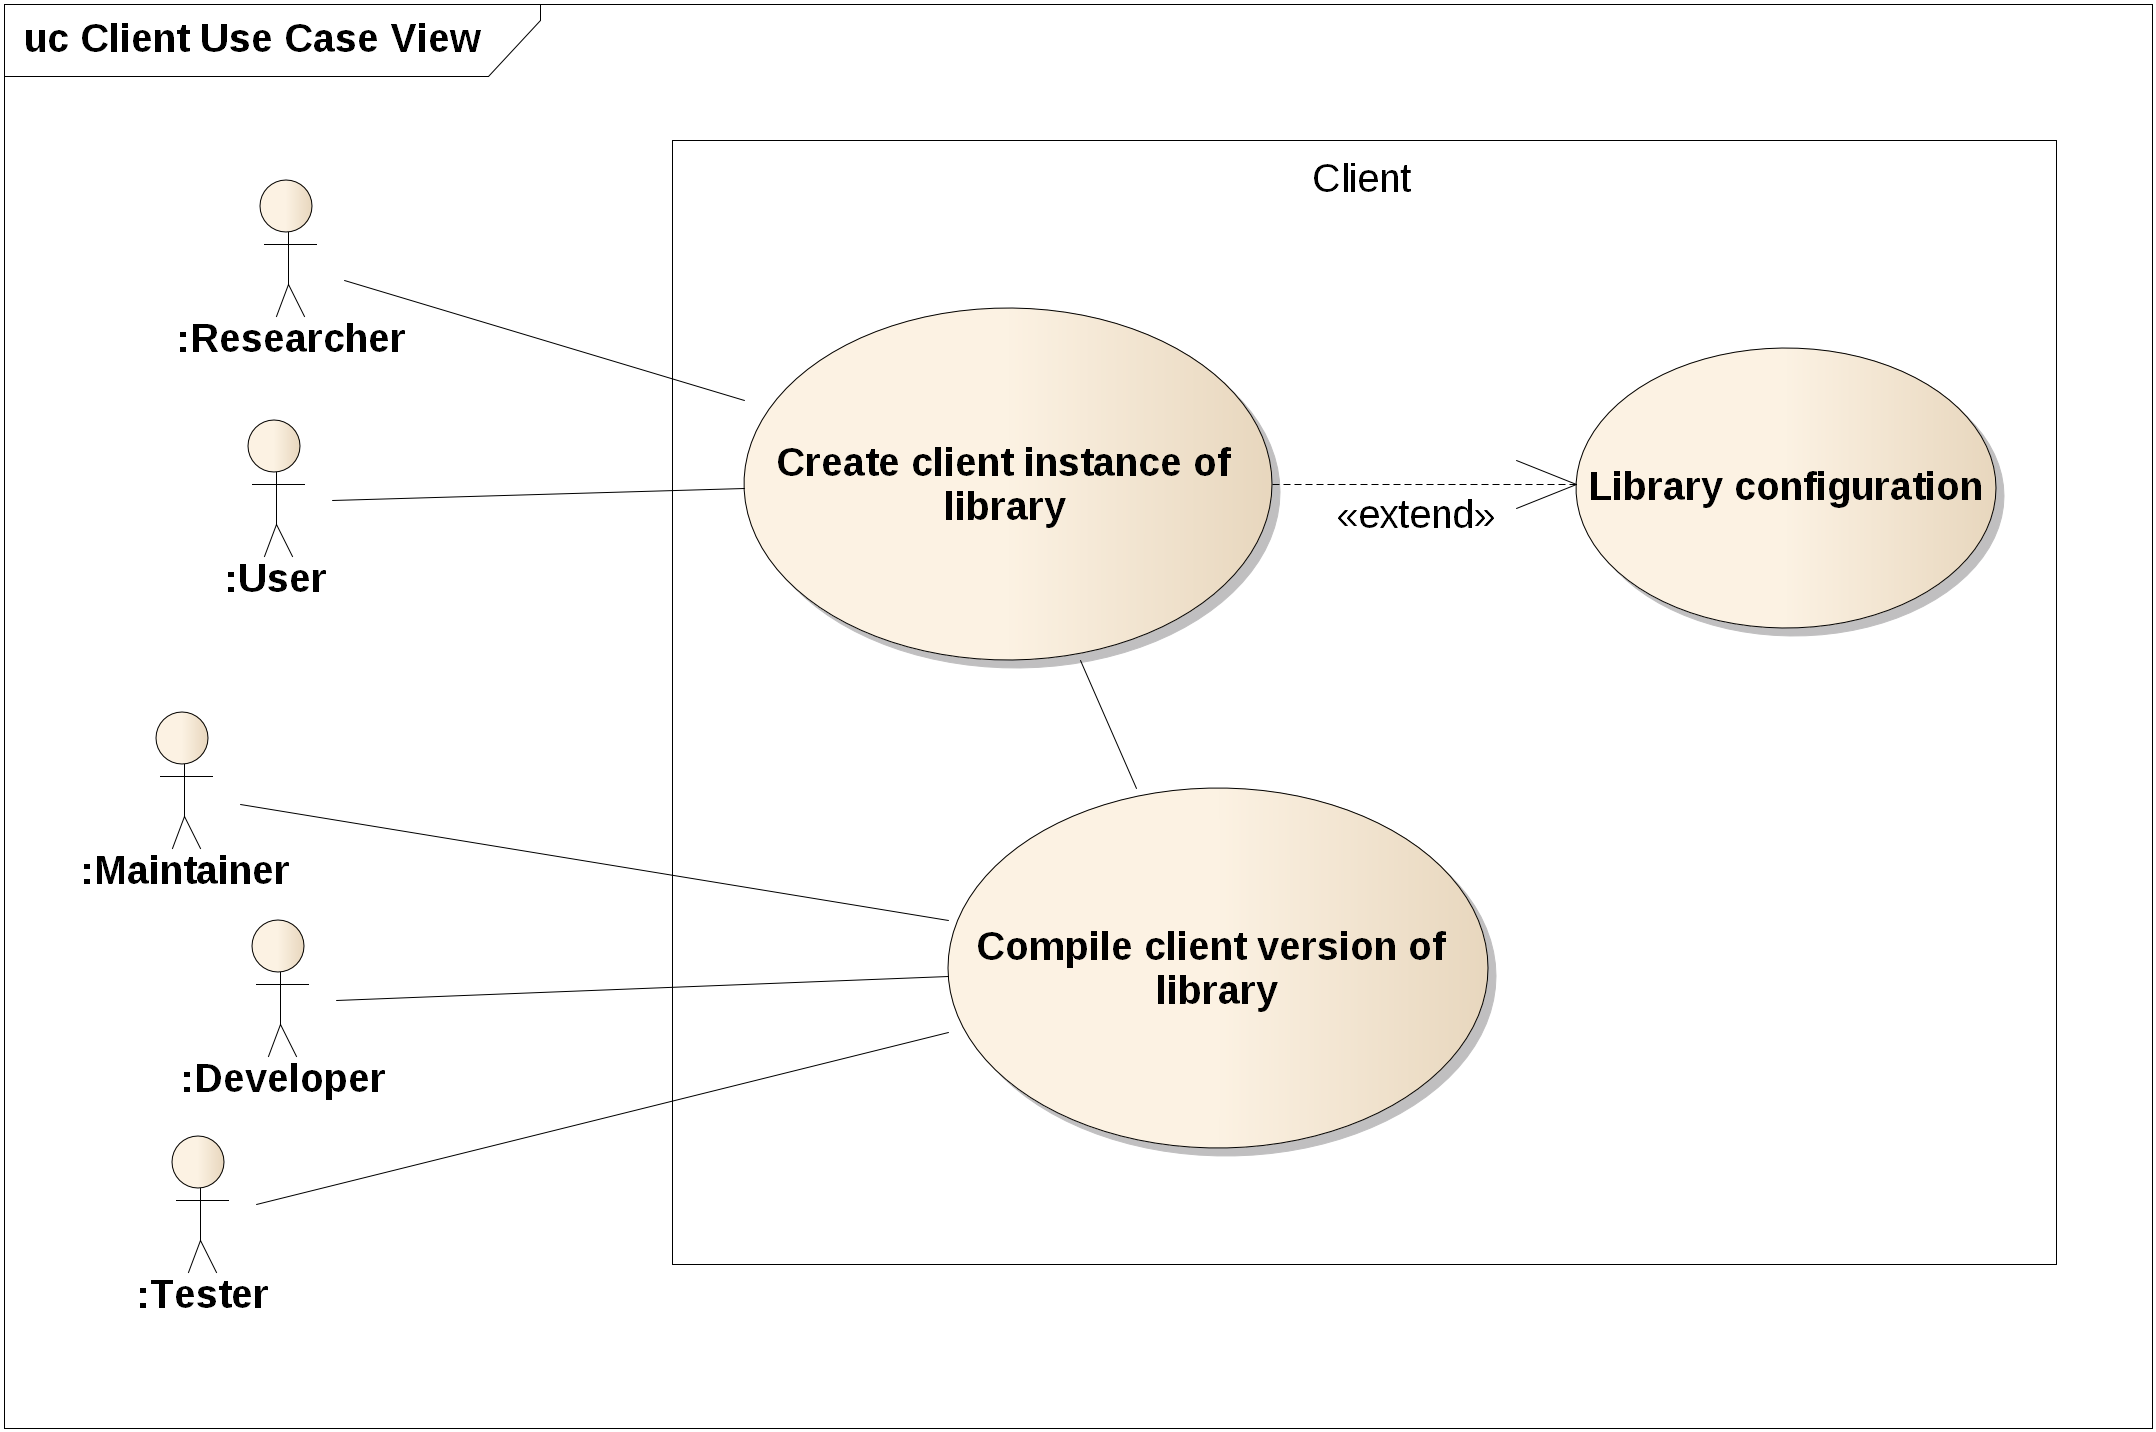 uc Client Use Case View
Client
:Researcher
Create client instance of
library
Library configuration
«extend»
:User
:Maintainer
Compile client version of
library
:Developer
:Tester